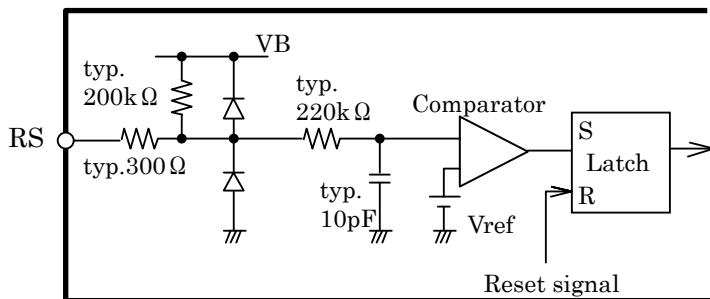 VB
typ.
200kΩ
typ.
220kΩ
Comparator
RS
typ.300Ω
S
Latch
R
typ.
10pF
Vref
Reset signal